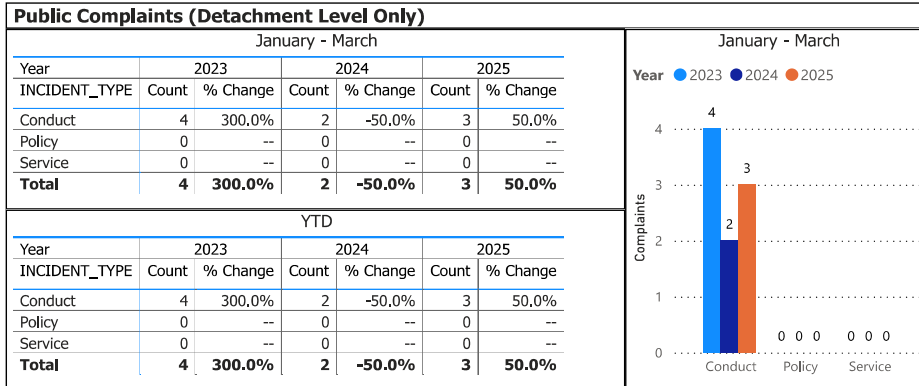 Public Complaints (Detachment Level Only)
January - March
Year 2023 2024 2025
INCIDENT_TYPE Count % Change Count % Change Count % Change
Conduct 4 300.0% 2 -50.0% 3 50.0%
Policy 0 -- 0 -- 0 --
Service 0 -- 0 -- 0 --
Total 4 300.0% 2 -50.0% 3 50.0%
YTD
Year 2023 2024 2025
INCIDENT_TYPE Count % Change Count % Change Count % Change
Conduct 4 300.0% 2 -50.0% 3 50.0%
Policy 0 -- 0 -- 0 --
Service 0 -- 0 -- 0 --
Total 4 300.0% 2 -50.0% 3 50.0%
January - March
Year 2023 2024 2025
Complaints
4
3
2
1
0
4
2
3
0 0 0
0 0 0
Conduct Policy Service